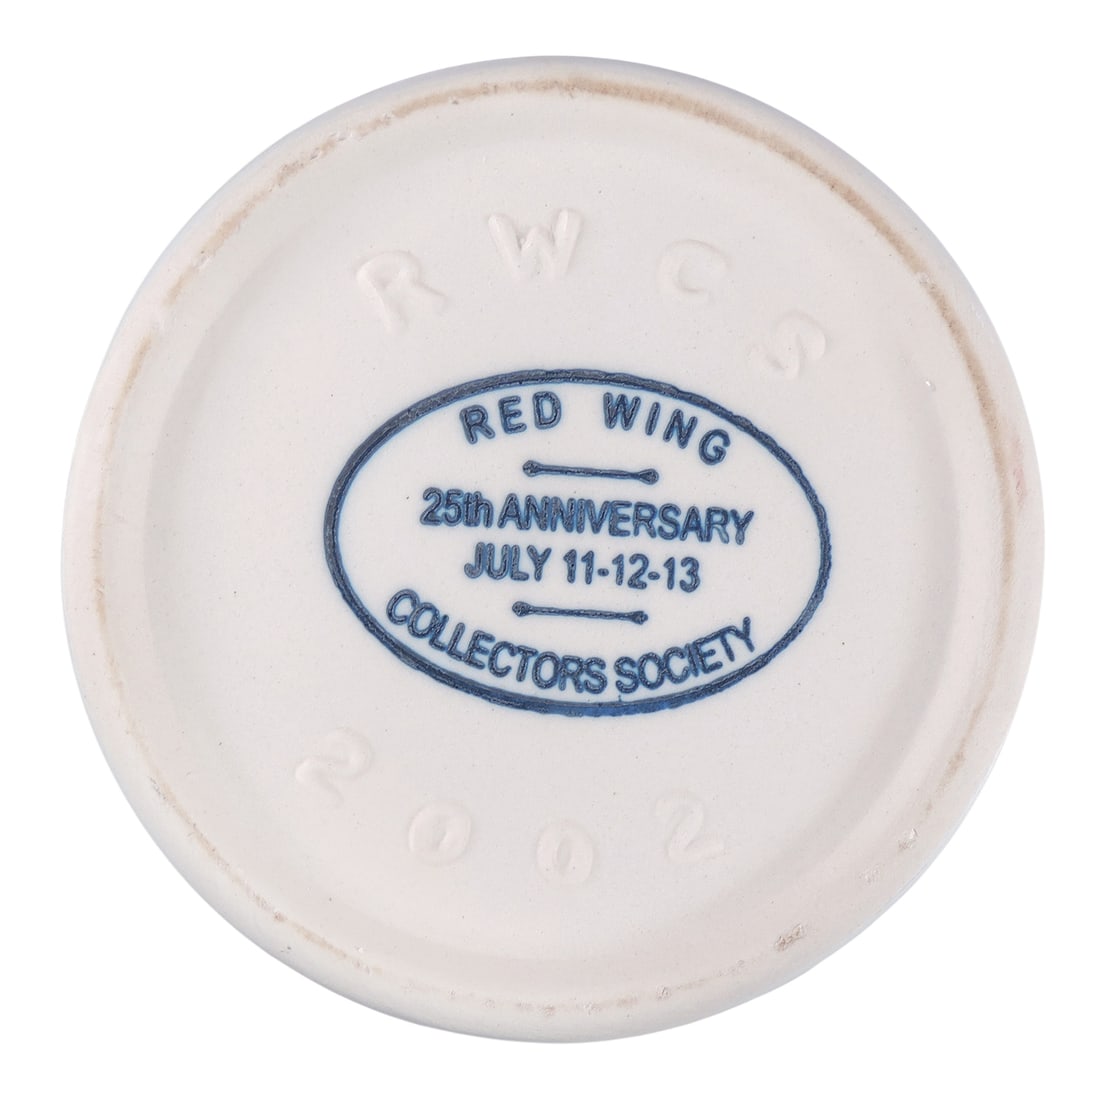 RWCS
RED WING
25th ANNIVERSARY
JULY 11-12-13
COLLECTORS SOCIETY
2002